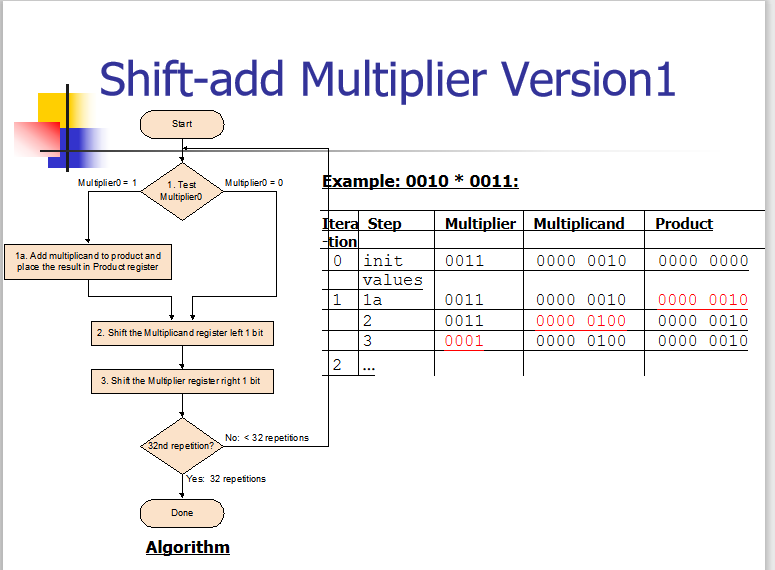 Shift-add Multiplier Version1
Start
Multiplier0 = 1
1. Test
Multiplier0
Multiplier0 = 0
1a. Add multiplicand to product and
place the result in Product register
2. Shift the Multiplicand register left 1 bit
3. Shift the Multiplier register right 1 bit
32nd repetition?
No: < 32 repetitions
Yes: 32 repetitions
Done
Algorithm
Example: 0010 * 0011:
Itera Step Multiplier Multiplicand Product
-tion
0 init 0011 0000 0010 0000 0000
values
1 1a 0011 0000 0010 0000 0010
2 0011 0000 0100 0000 0010
3 0001 0000 0100 0000 0010
2 ...